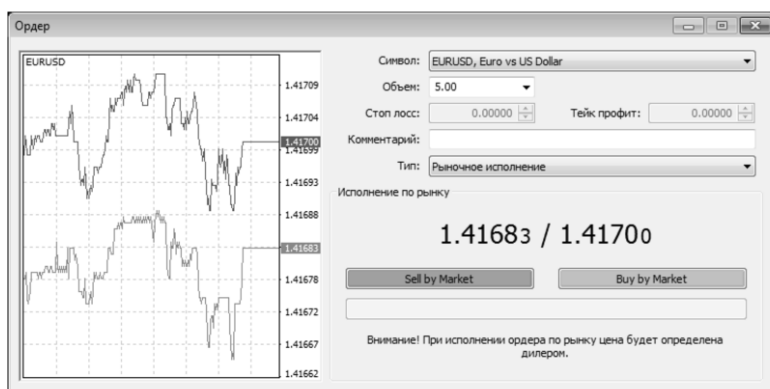 Ордер
EURUSD
1.41709
1.41704
1.41700
1.41699
1.41693
1.41688
1.41683
1.41678
1.41672
1.41667
1.41662
Символ: EURUSD, Euro vs US Dollar
Объем: 5.00
Стоп лосс: 0.00000 Тейк профит: 0.00000
Комментарий:
Тип: Рыночное исполнение
Исполнение по рынку
1.41683 / 1.41700
Sell by Market Buy by Market
Внимание! При исполнении ордера по рынку цена будет определена
дилером.